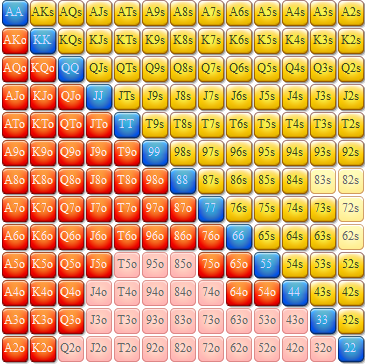 AA AKs AQs AJs ATs A9s A8s A7s A6s A5s A4s A3s A2s
AKo KK KQs KJs KTs K9s K8s K7s K6s K5s K4s K3s K2s
AQo KQo QQ QJs QTs Q9s Q8s Q7s Q6s Q5s Q4s Q3s Q2s
AJo KJo QJo JJ JTs J9s J8s J7s J6s J5s J4s J3s J2s
ATo KTo QTo JTo TT T9s T8s T7s T6s T5s T4s T3s T2s
A9o K9o Q9o J9o T9o 99 98s 97s 96s 95s 94s 93s 92s
A8o K8o Q8o J8o T8o 98o 88 87s 86s 85s 84s 83s 82s
A7o K7o Q7o J7o T7o 97o 87o 77 76s 75s 74s 73s 72s
A6o K6o Q6o J6o T6o 96o 86o 76o 66 65s 64s 63s 62s
A5o K5o Q5o J5o T5o 95o 85o 75o 65o 55 54s 53s 52s
A4o K4o Q4o J4o T4o 94o 84o 74o 64o 54o 44 43s 42s
A3o K3o Q3o J3o T3o 93o 83o 73o 63o 53o 43o 33 32s
A2o K2o Q2o J2o T2o 92o 82o 72o 62o 52o 42o 32o 22